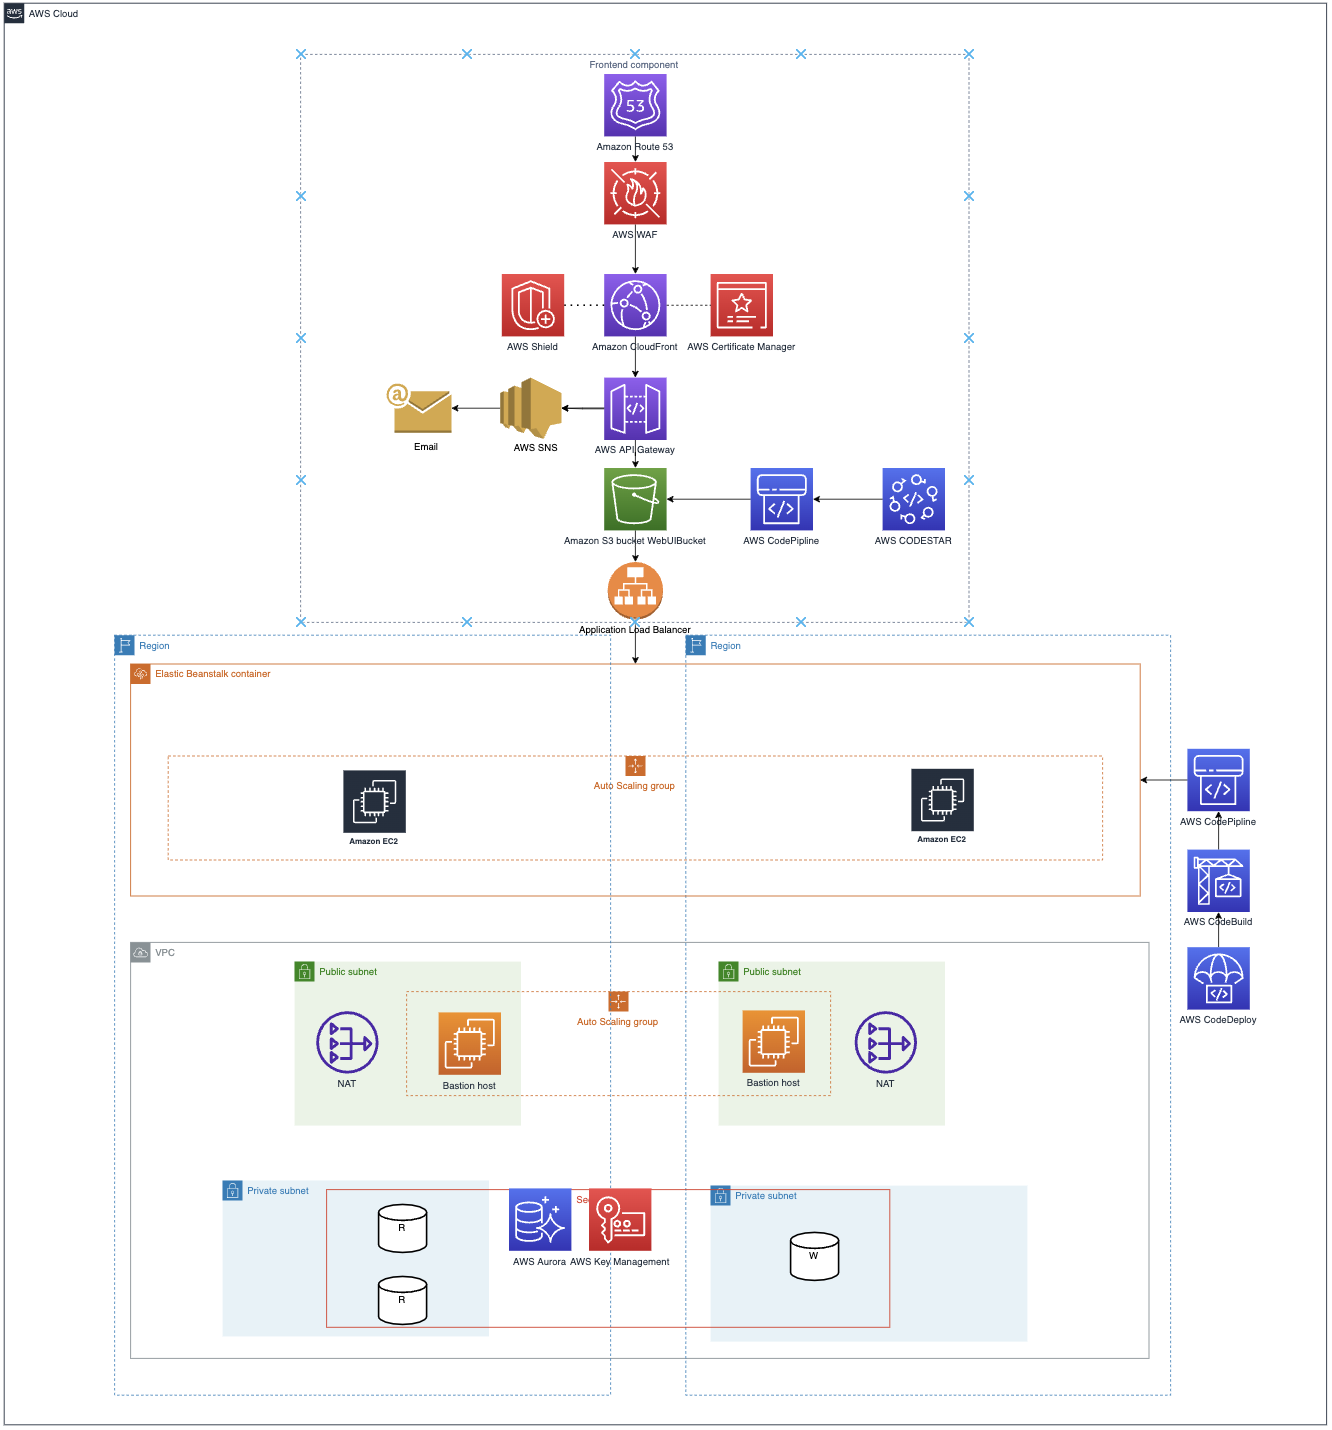 aws
AWS Cloud
Frontend component
53
Amazon Route 53
AWS WAF
AWS Shield
Amazon CloudFront
AWS Certificate Manager
@
Email
AWS SNS
AWS API Gateway
Amazon S3 bucket WebUIBucket
AWS CodePipline
AWS CODESTAR
Application Load Balancer
Region
Region
Elastic Beanstalk container
Auto Scaling group
Amazon EC2
Amazon EC2
AWS CodePipline
AWS CodeBuild
AWS CodeDeploy
VPC
Public subnet
Public subnet
Auto Scaling group
NAT
Bastion host
Bastion host
NAT
Private subnet
Private subnet
R
R
AWS Aurora
AWS Key Management
W